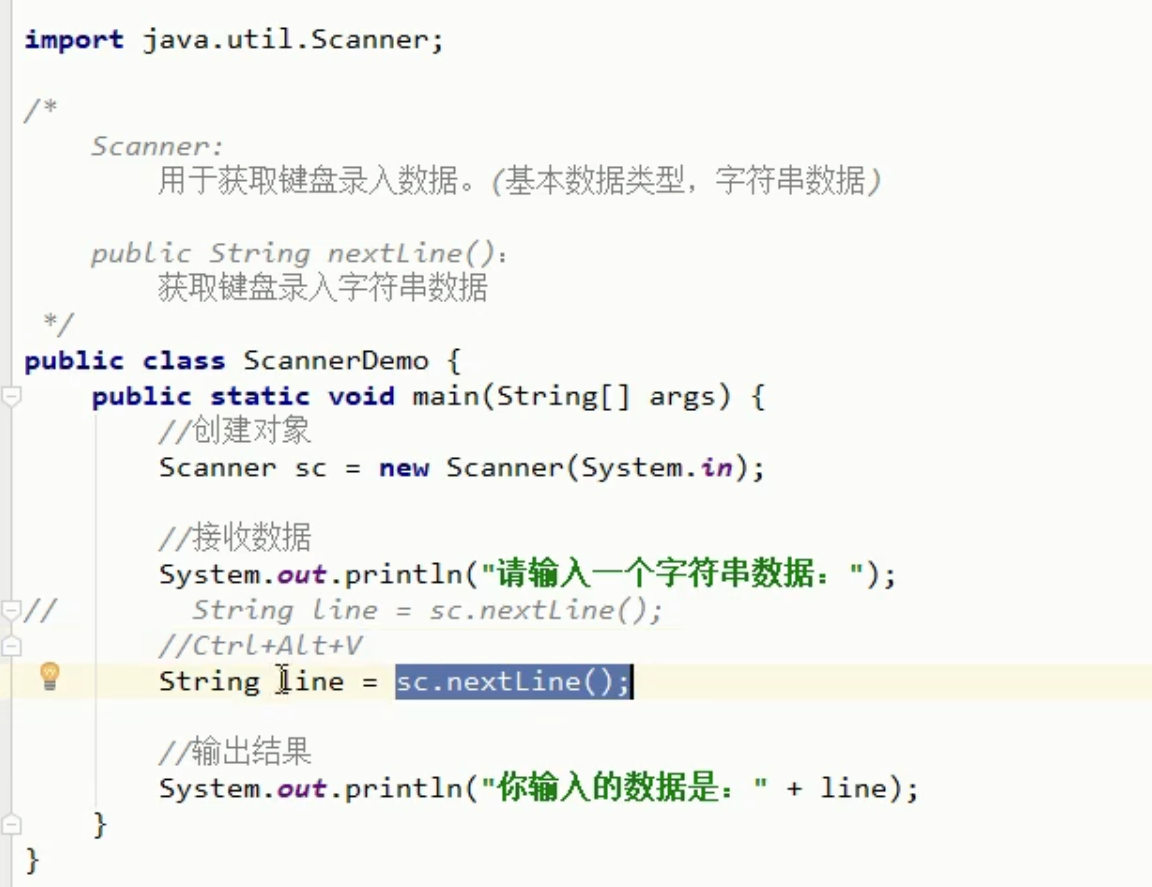 import java.util.Scanner;
/*
Scanner:
用于获取键盘录入数据。(基本数据类型，字符串数据)
public String nextLine():
获取键盘录入字符串数据
*/
public class ScannerDemo {
public static void main(String[] args) {
//创建对象
Scanner sc = new Scanner(System.in);
//接收数据
System.out.println("请输入一个字符串数据：");
// String line = sc.nextLine();
//Ctrl+Alt+V
String line = sc.nextLine();
//输出结果
System.out.println("你输入的数据是：" + line);
}
}